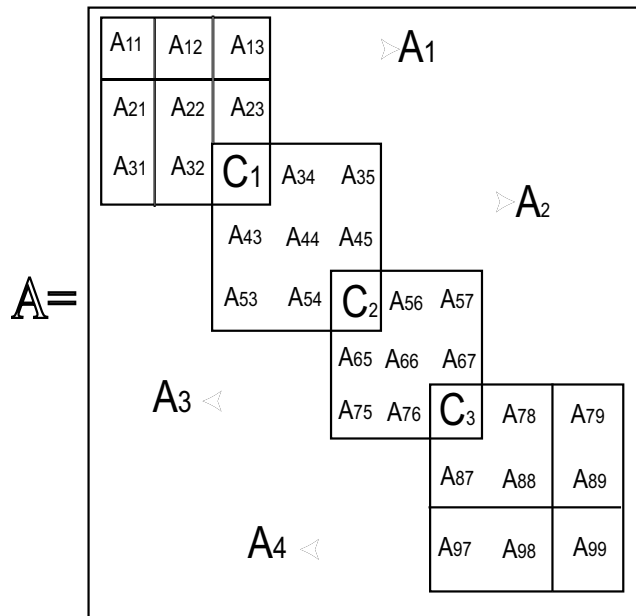 A11 A12 A13 A1
A21 A22 A23
A31 A32 C1 A34 A35
A2
A43 A44 A45
𝔸=
A53 A54 C2 A56 A57
A65 A66 A67
A3
A75 A76 C3 A78 A79
A87 A88 A89
A4 A97 A98 A99